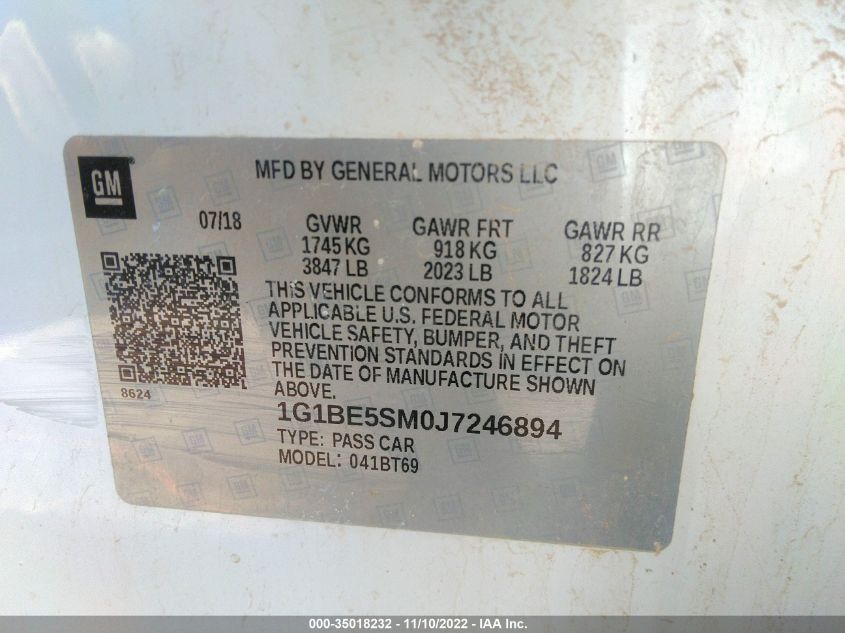 GM
MFD BY GENERAL MOTORS LLC
07/18 GVWR GAWR FRT GAWR RR
1745 KG 918 KG 827 KG
3847 LB 2023 LB 1824 LB
THIS VEHICLE CONFORMS TO ALL
APPLICABLE U.S. FEDERAL MOTOR
VEHICLE SAFETY, BUMPER, AND THEFT
PREVENTION STANDARDS IN EFFECT ON
THE DATE OF MANUFACTURE SHOWN
ABOVE.
8624
1G1BE5SM0J7246894
TYPE: PASS CAR
MODEL: 041BT69
000-35018232 - 11/10/2022 - IAA Inc.